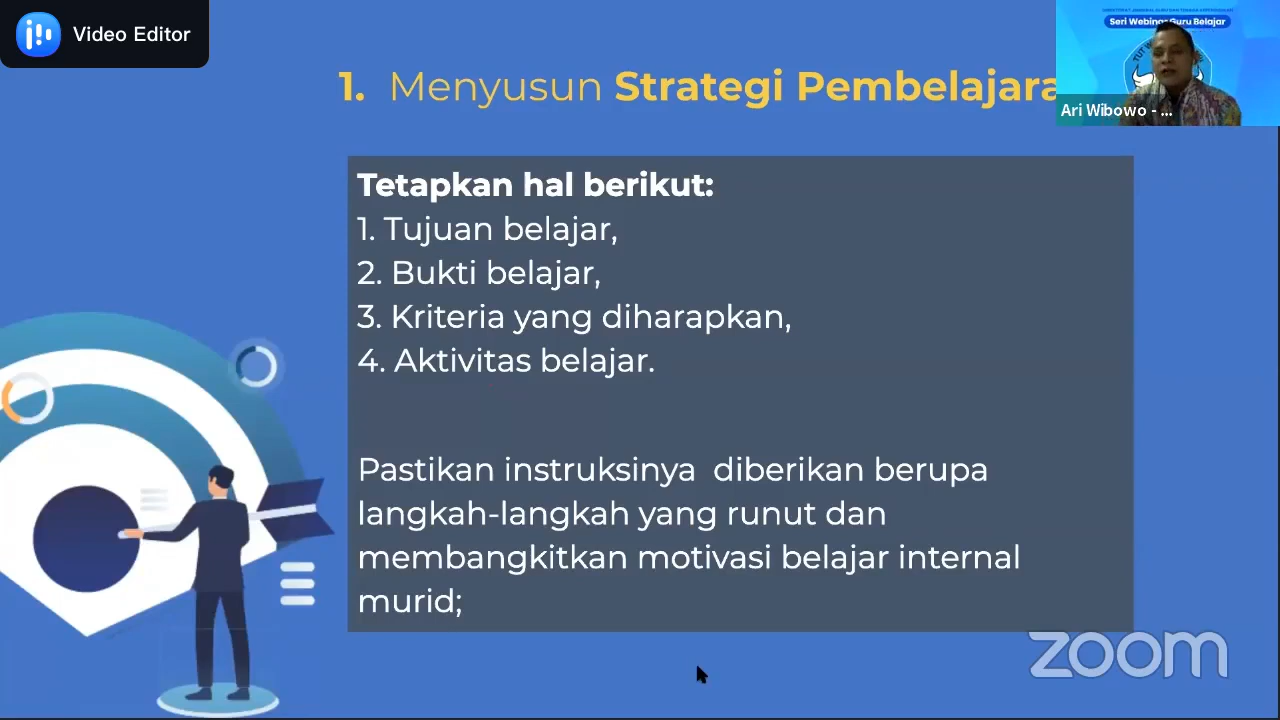 Video Editor
Seri Webinar Guru Belajar
Ari Wibowo - ...
1. Menyusun Strategi Pembelajara
Tetapkan hal berikut:
1. Tujuan belajar,
2. Bukti belajar,
3. Kriteria yang diharapkan,
4. Aktivitas belajar.
Pastikan instruksinya diberikan berupa
langkah-langkah yang runut dan
membangkitkan motivasi belajar internal
murid;
zoom